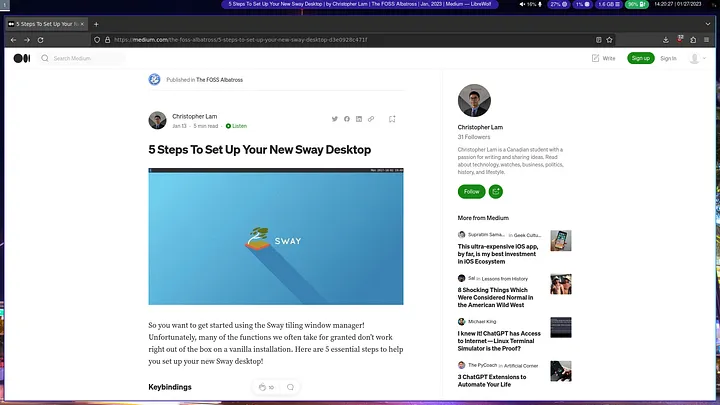 1
5 Steps To Set Up Your New Sway Desktop | by Christopher Lam | The FOSS Albatross | Jan, 2023 | Medium — LibreWolf
16%
27%
1%
1.6 GB
96%
14:20:27 | 01/27/2023
5 Steps To Set Up Your N
https://medium.com/the-foss-albatross/5-steps-to-set-up-your-new-sway-desktop-d3e0928c471f
Search Medium
Write
Sign up
Sign In
Published in The FOSS Albatross
Christopher Lam
Jan 13 · 5 min read · Listen
5 Steps To Set Up Your New Sway Desktop
SWAY
So you want to get started using the Sway tiling window manager!
Unfortunately, many of the functions we often take for granted don't work
right out of the box on a vanilla installation. Here are 5 essential steps to help
you set up your new Sway desktop!
Keybindings
10
Christopher Lam
31 Followers
Christopher Lam is a Canadian student with a
passion for writing and sharing ideas. Read
about technology, watches, business, politics,
history, and lifestyle.
Follow
More from Medium
Supratim Sama... in Geek Cultu...
This ultra-expensive iOS app,
by far, is my best investment
in iOS Ecosystem
Sal in Lessons from History
8 Shocking Things Which
Were Considered Normal in
the American Wild West
Michael King
I knew it! ChatGPT has Access
to Internet — Linux Terminal
Simulator is the Proof?
The PyCoach in Artificial Corner
3 ChatGPT Extensions to
Automate Your Life